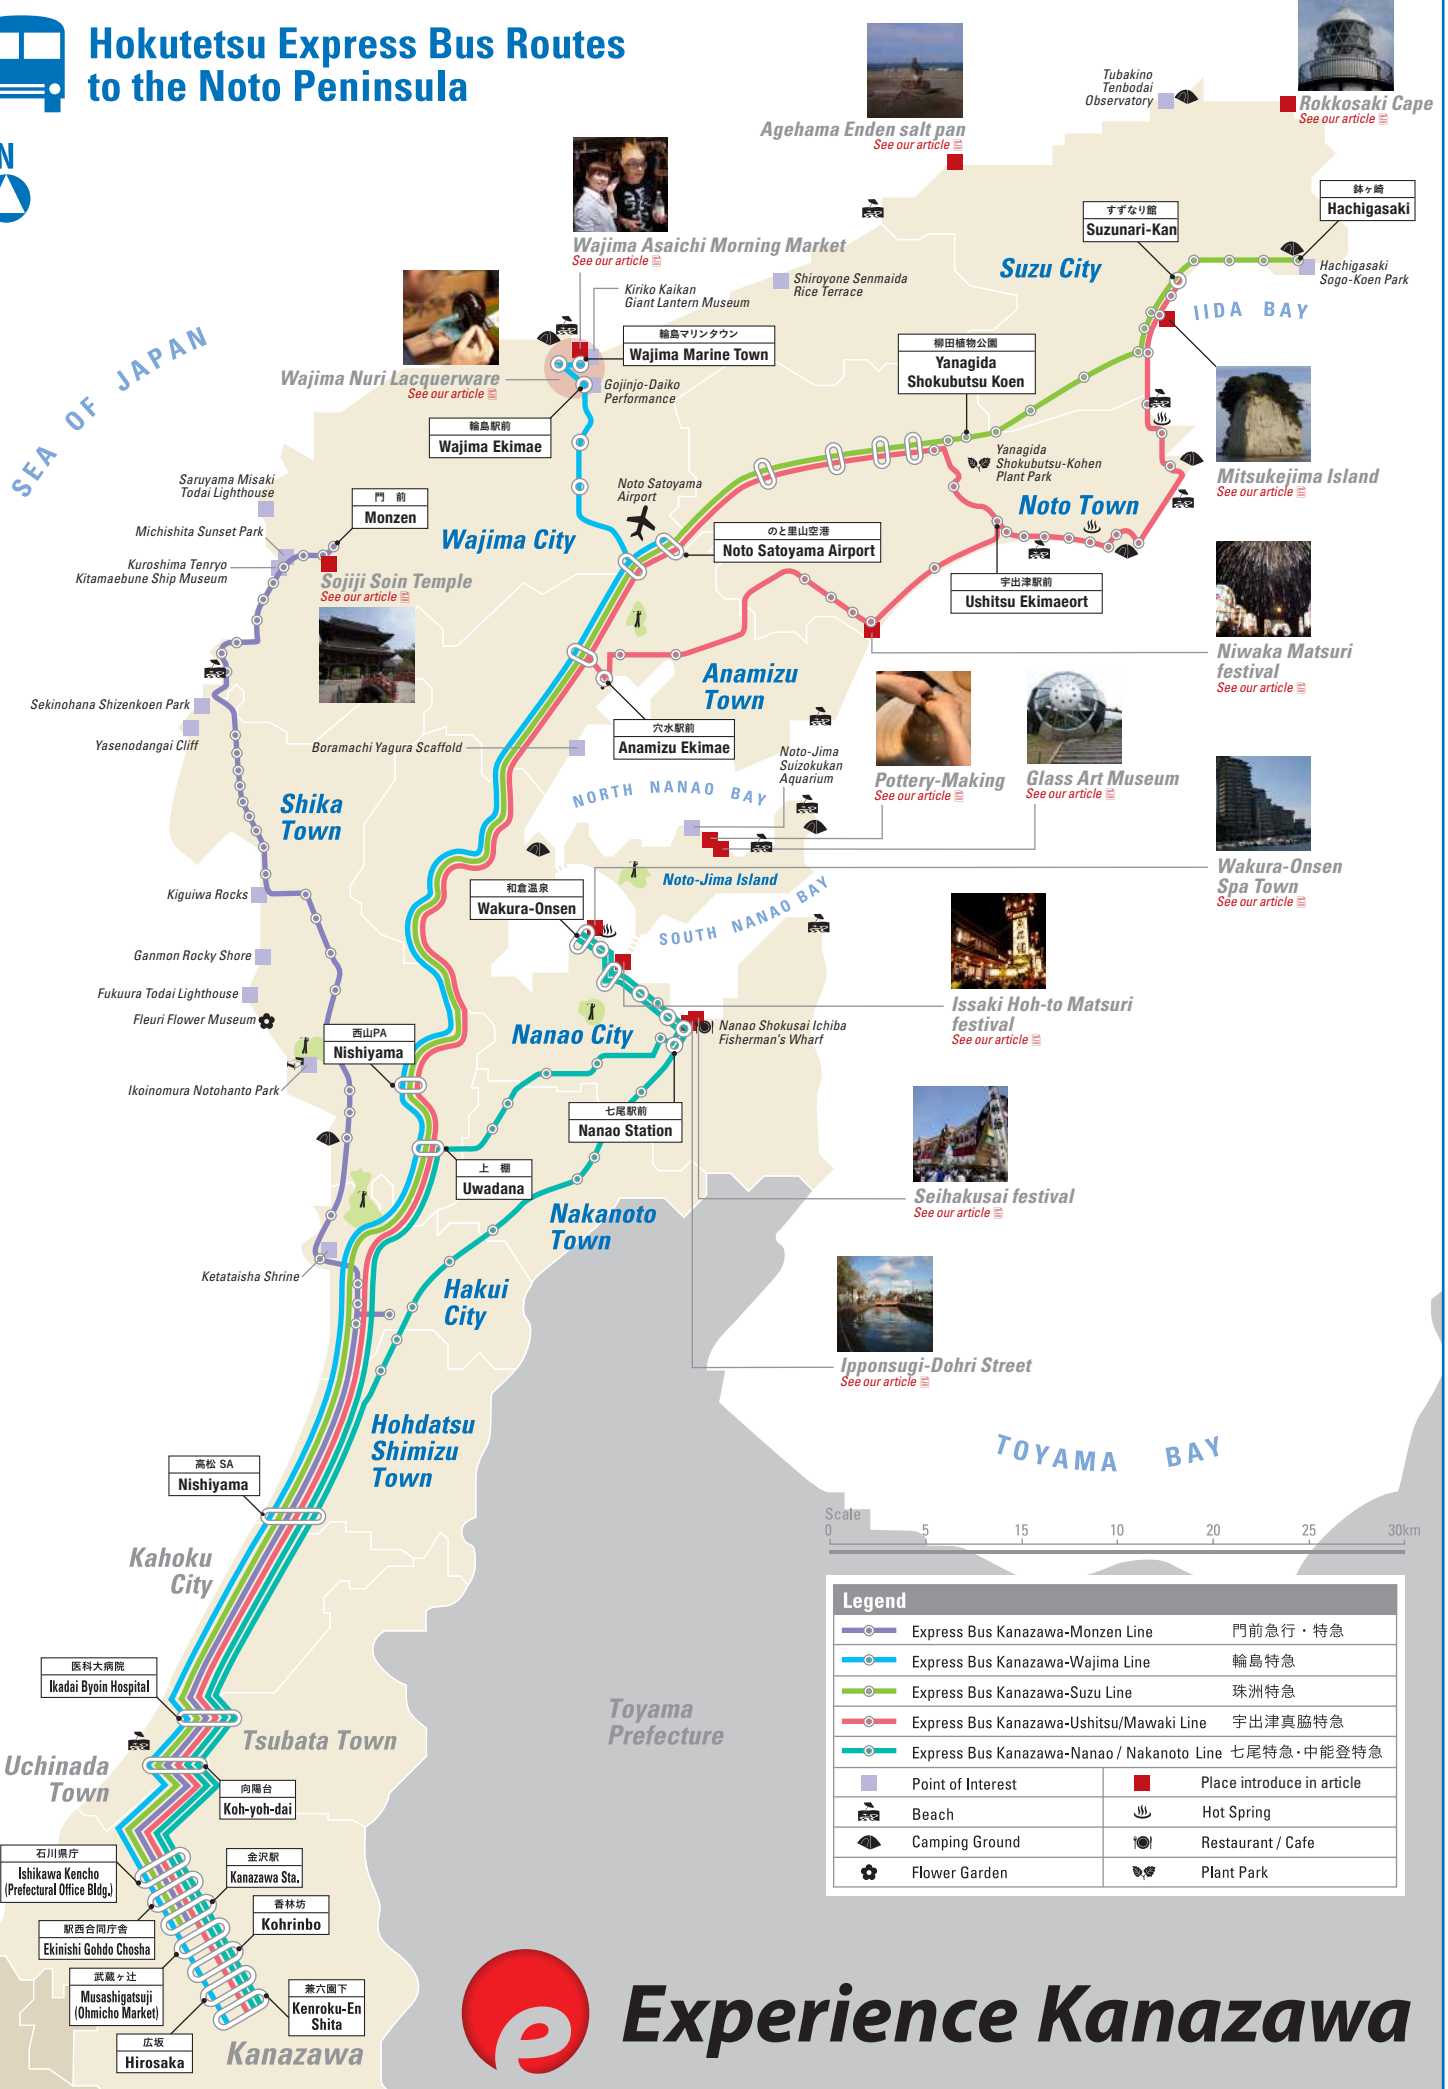 Hokutetsu Express Bus Routes
to the Noto Peninsula
N
Tubakino
Tenbodai
Observatory
Rokkosaki Cape
See our article
Agehama Enden salt pan
See our article
Wajima Asaichi Morning Market
See our article
Kiriko Kaikan
Giant Lantern Museum
Shiroyone Senmaida
Rice Terrace
鉢ヶ崎
Hachigasaki
すずなり館
Suzunari-Kan
Suzu City
Hachigasaki
Sogo-Koen Park
IIDA BAY
SEA OF JAPAN
輪島マリンタウン
Wajima Marine Town
Wajima Nuri Lacquerware
See our article
Gojinjo-Daiko
Performance
柳田植物公園
Yanagida
Shokubutsu Koen
輪島駅前
Wajima Ekimae
Yanagida
Shokubutsu-Kohen
Plant Park
Mitsukejima Island
See our article
Saruyama Misaki
Todai Lighthouse
門 前
Monzen
Noto Satoyama
Airport
Noto Town
Michishita Sunset Park
Wajima City
のと里山空港
Noto Satoyama Airport
Kuroshima Tenryo
Kitamaebune Ship Museum
Sojiji Soin Temple
See our article
宇出津駅前
Ushitsu Ekimaeort
Niwaka Matsuri
festival
See our article
Anamizu
Town
Sekinohana Shizenkoen Park
Yasenodangai Cliff
穴水駅前
Anamizu Ekimae
Boramachi Yagura Scaffold
Noto-Jima
Suizokukan
Aquarium
Pottery-Making
See our article
Glass Art Museum
See our article
NORTH NANAO BAY
Shika
Town
Noto-Jima Island
Wakura-Onsen
Spa Town
See our article
和倉温泉
Wakura-Onsen
Kiguiwa Rocks
SOUTH NANAO BAY
Ganmon Rocky Shore
Fukuura Todai Lighthouse
Fleuri Flower Museum
Issaki Hoh-to Matsuri
festival
See our article
Nanao City
Nanao Shokusai Ichiba
Fisherman's Wharf
西山PA
Nishiyama
Ikoinomura Notohanto Park
七尾駅前
Nanao Station
上 棚
Uwadana
Seihakusai festival
See our article
Nakanoto
Town
Ketataisha Shrine
Hakui
City
Ipponsugi-Dohri Street
See our article
Hohdatsu
Shimizu
Town
TOYAMA BAY
高松 SA
Nishiyama
Scale
0 5 15 10 20 25 30km
Kahoku
City
Legend
Express Bus Kanazawa-Monzen Line 門前急行・特急
Express Bus Kanazawa-Wajima Line 輪島特急
Express Bus Kanazawa-Suzu Line 珠洲特急
Express Bus Kanazawa-Ushitsu/Mawaki Line 宇出津真脇特急
Express Bus Kanazawa-Nanao / Nakanoto Line 七尾特急・中能登特急
Point of Interest Place introduce in article
Beach Hot Spring
Camping Ground Restaurant / Cafe
Flower Garden Plant Park
医科大病院
Ikadai Byoin Hospital
Toyama
Prefecture
Tsubata Town
Uchinada
Town
向陽台
Koh-yoh-dai
石川県庁
Ishikawa Kencho
(Prefectural Office Bldg.)
金沢駅
Kanazawa Sta.
香林坊
Kohrinbo
駅西合同庁舎
Ekinishi Gohdo Chosha
武蔵ヶ辻
Musashigatsuji
(Ohmicho Market)
兼六園下
Kenroku-En
Shita
広坂
Hirosaka
Kanazawa
e Experience Kanazawa